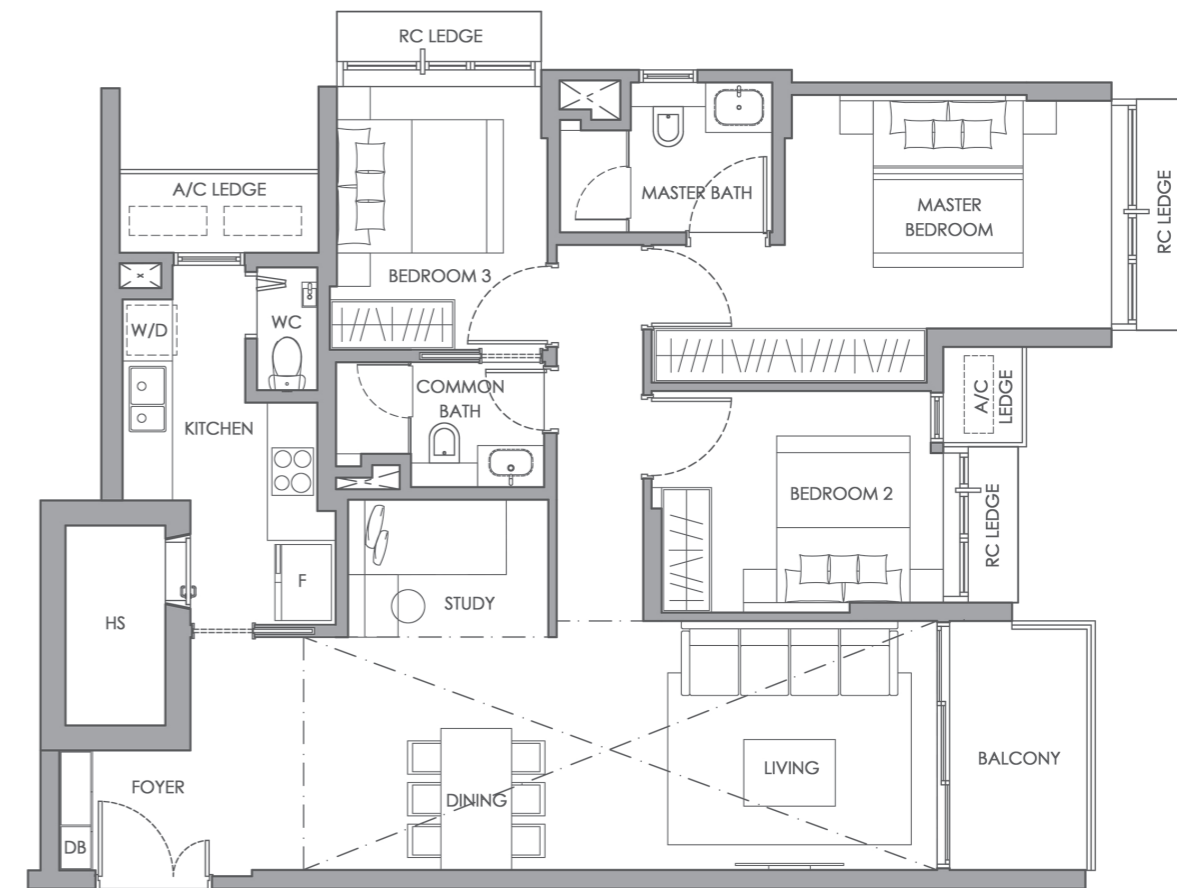 RC LEDGE
A/C LEDGE
MASTER BATH
MASTER
BEDROOM
RC LEDGE
BEDROOM 3
W/D
WC
COMMON
BATH
A/C
LEDGE
KITCHEN
BEDROOM 2
RC LEDGE
F
STUDY
HS
FOYER
DINING
LIVING
BALCONY
DB